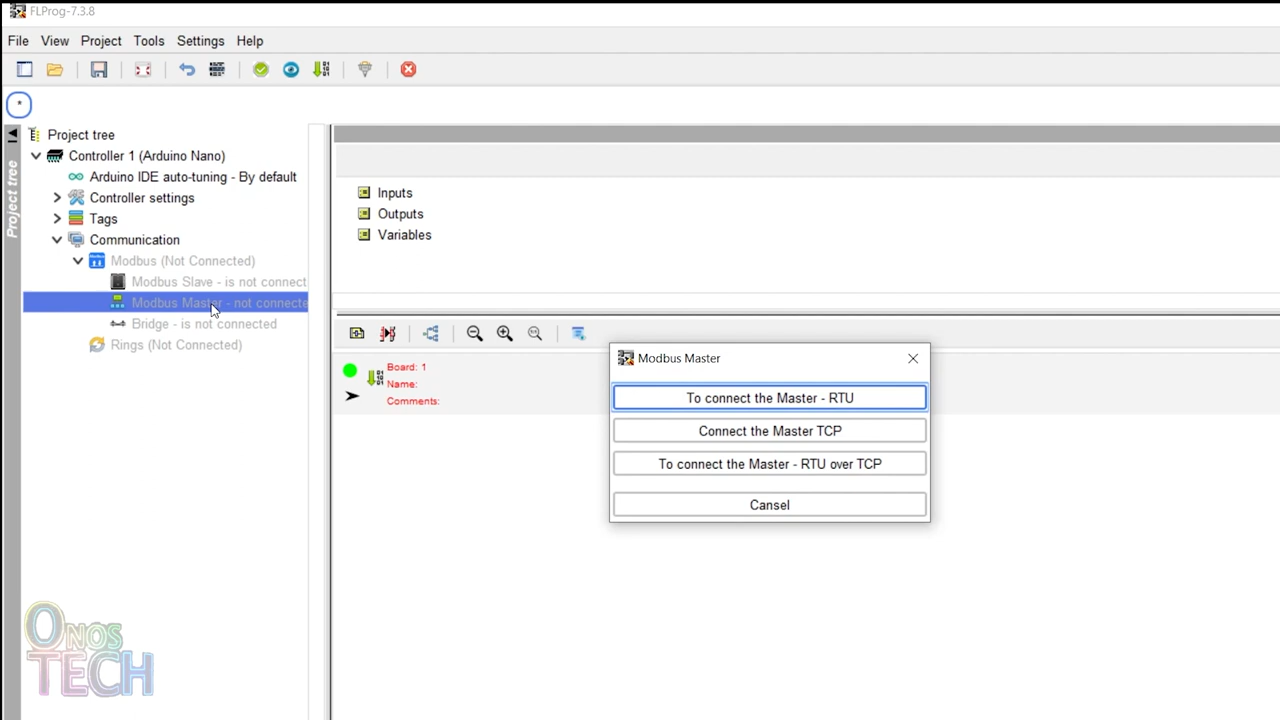 FLProg-7.3.8
File View Project Tools Settings Help
*
Project tree
Project tree
Controller 1 (Arduino Nano)
Arduino IDE auto-tuning - By default
Controller settings
Tags
Communication
Modbus (Not Connected)
Modbus Slave - is not connect
Modbus Master - not connecte
Bridge - is not connected
Rings (Not Connected)
Inputs
Outputs
Variables
Board: 1
Name:
Comments:
Modbus Master
To connect the Master - RTU
Connect the Master TCP
To connect the Master - RTU over TCP
Cansel
ONOS
TECH